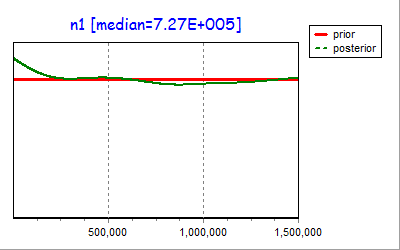 n1 [median=7.27E+005]
prior
posterior
500,000
1,000,000
1,500,000